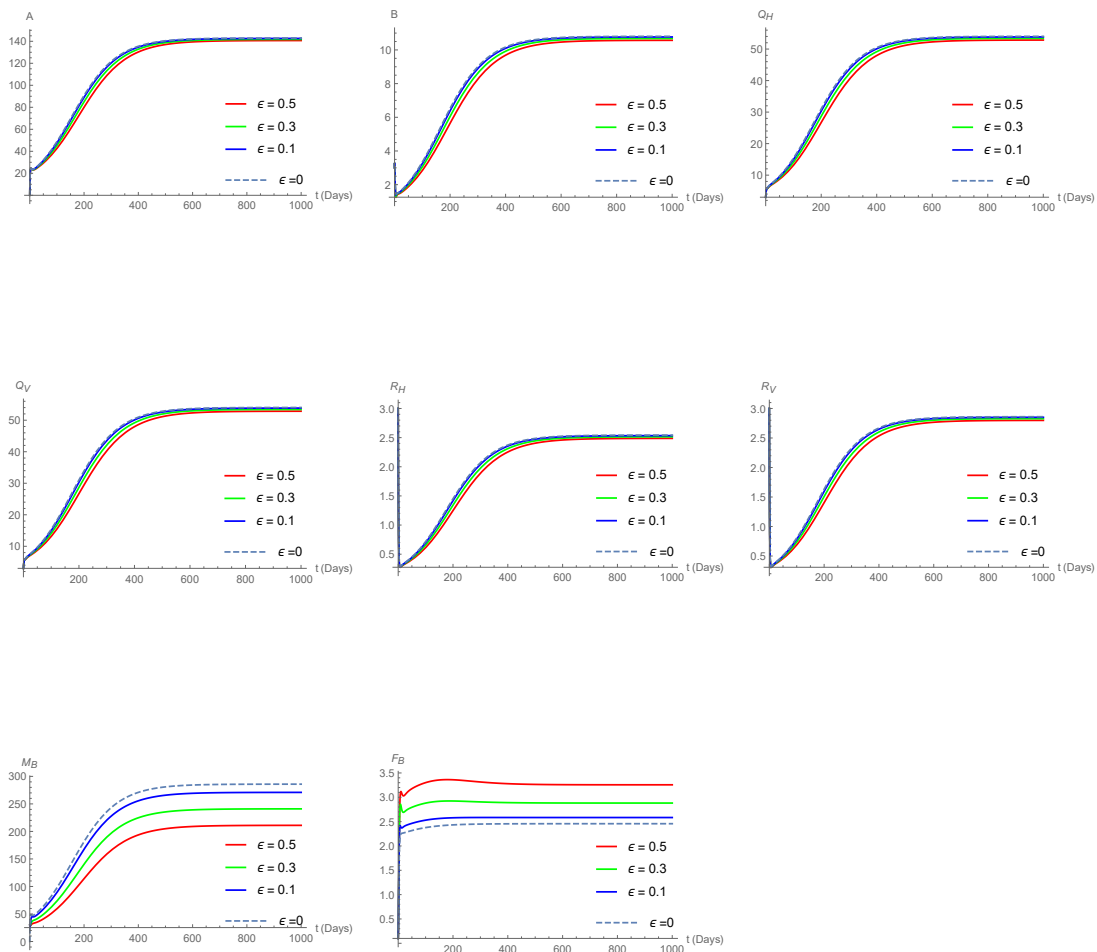 A
140
120
100
80
60
40
20
200 400 600 800 1000
t (Days)
ϵ = 0.5
ϵ = 0.3
ϵ = 0.1
ϵ =0
B
10
8
6
4
2
200 400 600 800 1000
t (Days)
ϵ = 0.5
ϵ = 0.3
ϵ = 0.1
ϵ =0
Q_H
50
40
30
20
10
200 400 600 800 1000
t (Days)
ϵ = 0.5
ϵ = 0.3
ϵ = 0.1
ϵ =0
Q_V
50
40
30
20
10
200 400 600 800 1000
t (Days)
ϵ = 0.5
ϵ = 0.3
ϵ = 0.1
ϵ =0
R_H
3.0
2.5
2.0
1.5
1.0
0.5
200 400 600 800 1000
t (Days)
ϵ = 0.5
ϵ = 0.3
ϵ = 0.1
ϵ =0
R_V
3.0
2.5
2.0
1.5
1.0
0.5
200 400 600 800 1000
t (Days)
ϵ = 0.5
ϵ = 0.3
ϵ = 0.1
ϵ =0
M_B
300
250
200
150
100
50
0
200 400 600 800 1000
t (Days)
ϵ = 0.5
ϵ = 0.3
ϵ = 0.1
ϵ =0
F_B
3.5
3.0
2.5
2.0
1.5
1.0
0.5
0.0
200 400 600 800 1000
t (Days)
ϵ = 0.5
ϵ = 0.3
ϵ = 0.1
ϵ =0